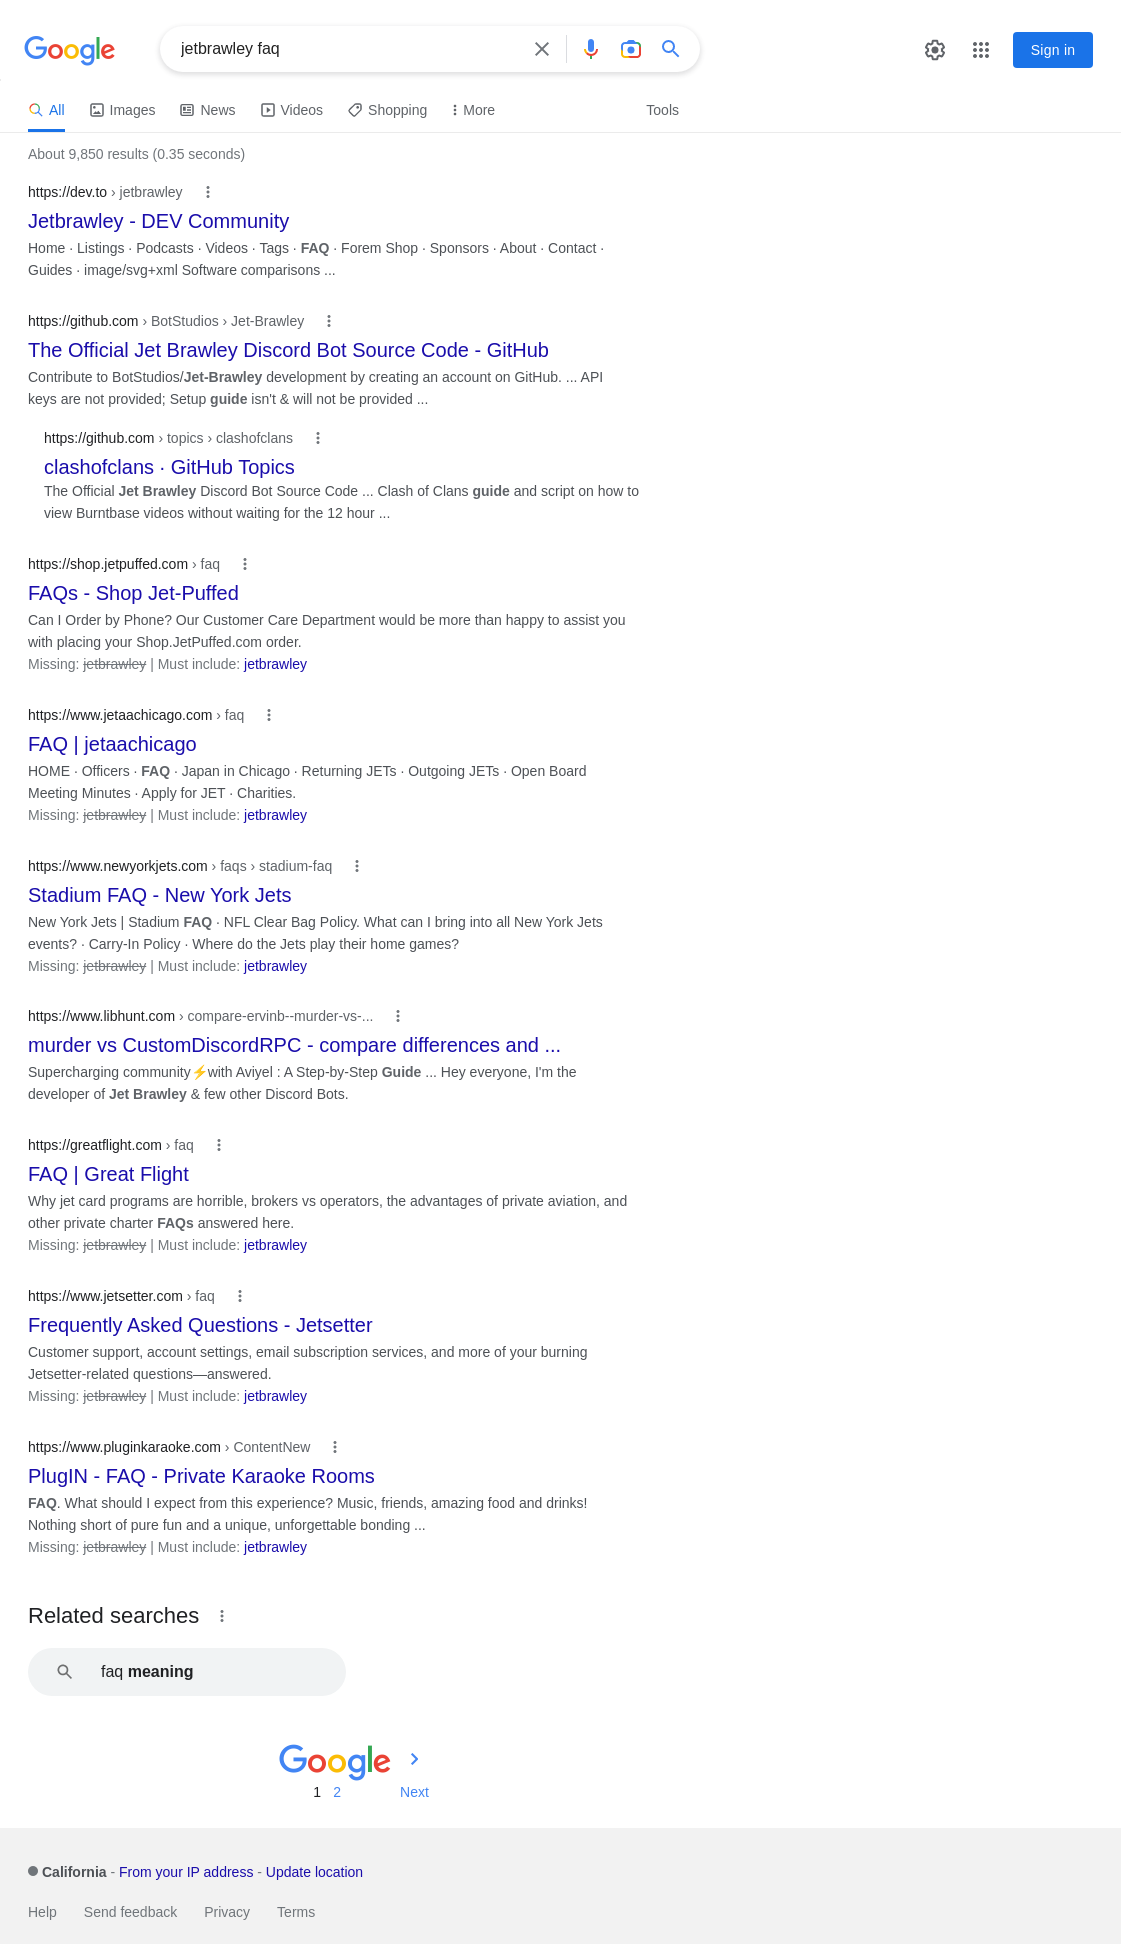 Google
jetbrawley faq
Sign in
All Images News Videos Shopping More Tools
About 9,850 results (0.35 seconds)
https://dev.to › jetbrawley
Jetbrawley - DEV Community
Home · Listings · Podcasts · Videos · Tags · FAQ · Forem Shop · Sponsors · About · Contact ·
Guides · image/svg+xml Software comparisons ...
https://github.com › BotStudios › Jet-Brawley
The Official Jet Brawley Discord Bot Source Code - GitHub
Contribute to BotStudios/Jet-Brawley development by creating an account on GitHub. ... API
keys are not provided; Setup guide isn't & will not be provided ...
https://github.com › topics › clashofclans
clashofclans · GitHub Topics
The Official Jet Brawley Discord Bot Source Code ... Clash of Clans guide and script on how to
view Burntbase videos without waiting for the 12 hour ...
https://shop.jetpuffed.com › faq
FAQs - Shop Jet-Puffed
Can I Order by Phone? Our Customer Care Department would be more than happy to assist you
with placing your Shop.JetPuffed.com order.
Missing: jetbrawley | Must include: jetbrawley
https://www.jetaachicago.com › faq
FAQ | jetaachicago
HOME · Officers · FAQ · Japan in Chicago · Returning JETs · Outgoing JETs · Open Board
Meeting Minutes · Apply for JET · Charities.
Missing: jetbrawley | Must include: jetbrawley
https://www.newyorkjets.com › faqs › stadium-faq
Stadium FAQ - New York Jets
New York Jets | Stadium FAQ · NFL Clear Bag Policy. What can I bring into all New York Jets
events? · Carry-In Policy · Where do the Jets play their home games?
Missing: jetbrawley | Must include: jetbrawley
https://www.libhunt.com › compare-ervinb--murder-vs-...
murder vs CustomDiscordRPC - compare differences and ...
Supercharging community⚡with Aviyel : A Step-by-Step Guide ... Hey everyone, I'm the
developer of Jet Brawley & few other Discord Bots.
https://greatflight.com › faq
FAQ | Great Flight
Why jet card programs are horrible, brokers vs operators, the advantages of private aviation, and
other private charter FAQs answered here.
Missing: jetbrawley | Must include: jetbrawley
https://www.jetsetter.com › faq
Frequently Asked Questions - Jetsetter
Customer support, account settings, email subscription services, and more of your burning
Jetsetter-related questions—answered.
Missing: jetbrawley | Must include: jetbrawley
https://www.pluginkaraoke.com › ContentNew
PlugIN - FAQ - Private Karaoke Rooms
FAQ. What should I expect from this experience? Music, friends, amazing food and drinks!
Nothing short of pure fun and a unique, unforgettable bonding ...
Missing: jetbrawley | Must include: jetbrawley
Related searches
faq meaning
Google
1 2 Next
California - From your IP address - Update location
Help Send feedback Privacy Terms